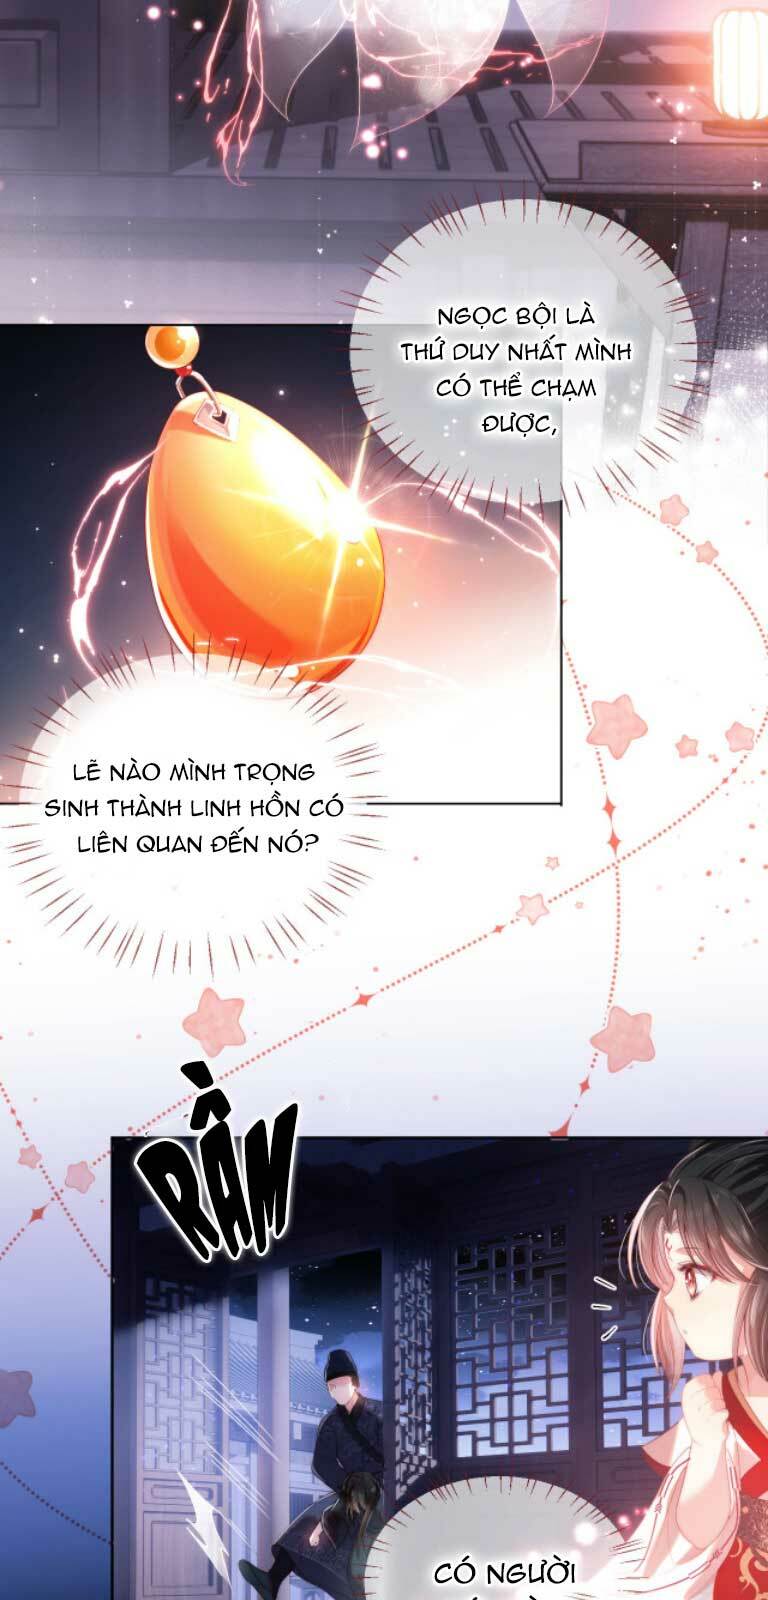 NGỌC BỘI LÀ
THỨ DUY NHẤT MÌNH
CÓ THỂ CHẠM
ĐƯỢC,
LẼ NÀO MÌNH TRỌNG
SINH THÀNH LINH HỒN CÓ
LIÊN QUAN ĐẾN NÓ?
RẦM
CÓ NGƯỜI